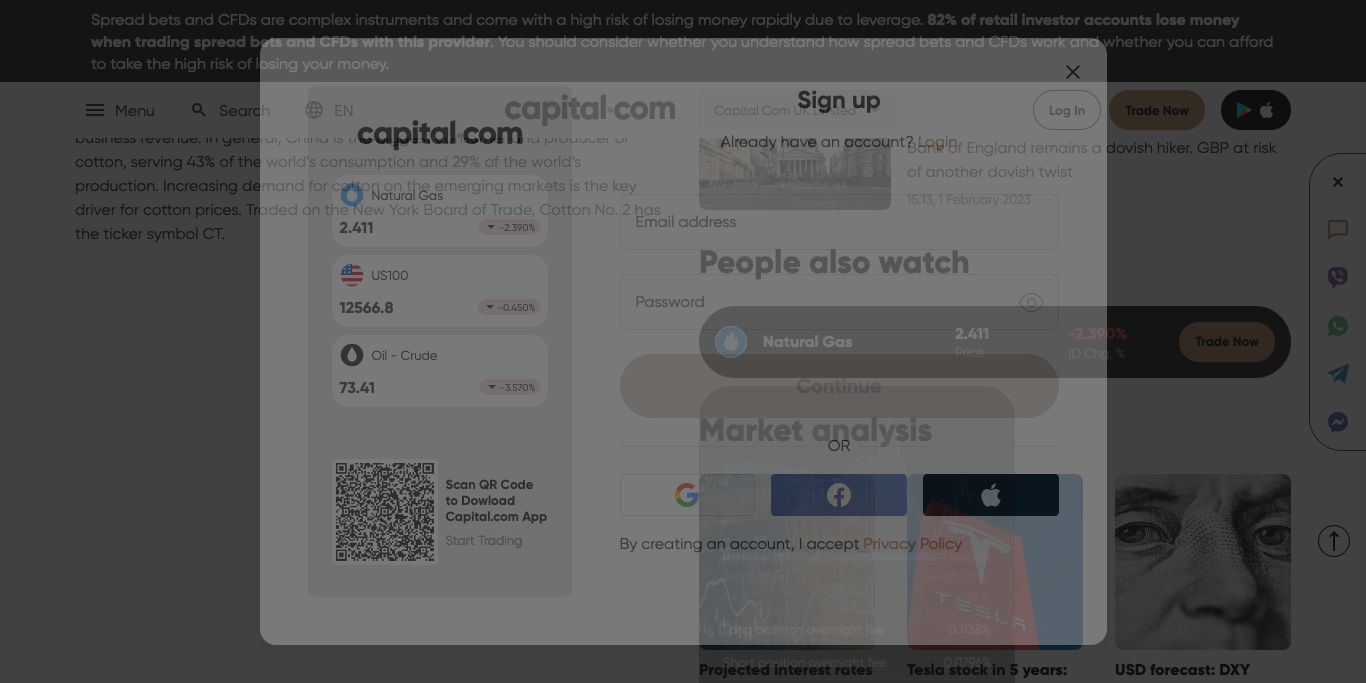 Spread bets and CFDs are complex instruments and come with a high risk of losing money rapidly due to leverage. 82% of retail investor accounts lose money
when trading spread bets and CFDs with this provider. You should consider whether you understand how spread bets and CFDs work and whether you can afford
to take the high risk of losing your money.
Menu
Search
EN
capital.com
Capital Com UK Limited
Log In
Trade Now
business revenue. In general, China is the biggest consumer and producer of
cotton, serving 43% of the world's consumption and 29% of the world's
production. Increasing demand for cotton on the emerging markets is the key
driver for cotton prices. Traded on the New York Board of Trade, Cotton No. 2 has
the ticker symbol CT.
Bank of England remains a dovish hiker. GBP at risk
of another dovish twist
15:13, 1 February 2023
People also watch
Natural Gas
2.411
Price
-2.390%
1D Chg, %
Trade Now
Market analysis
Long position overnight fee
-0.1138%
Short position overnight fee
0.0796%
Projected interest rates
TESLA
Tesla stock in 5 years:
USD forecast: DXY
capital.com
Natural Gas
2.411
-2.390%
US100
12566.8
-0.450%
Oil - Crude
73.41
-3.570%
Scan QR Code
to Dowload
Capital.com App
Start Trading
Sign up
Already have an account? Login
Email address
Password
Continue
OR
By creating an account, I accept Privacy Policy